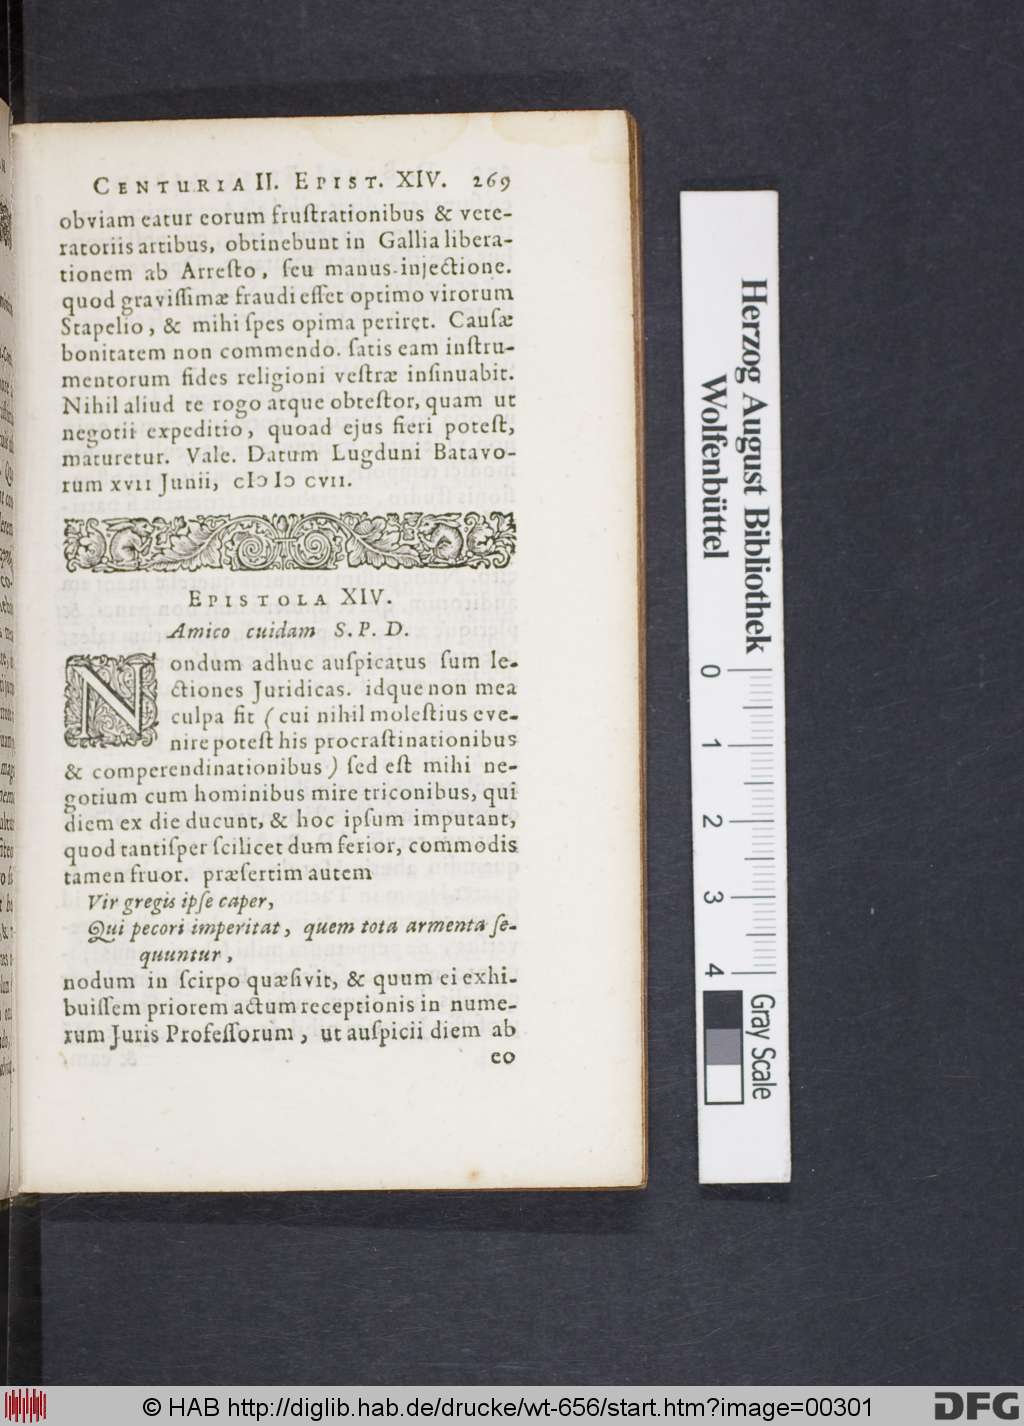 CENTURIA II. EPIST. XIV. 269
obviam eatur eorum fruſtrationibus & vete-
ratoriis artibus, obtinebunt in Gallia libera-
tionem ab Arreſto, ſeu manus-injectione.
quod graviſſimæ fraudi eſſet optimo virorum
Stapelio, & mihi ſpes opima periret. Cauſæ
bonitatem non commendo. ſatis eam inſtru-
mentorum fides religioni veſtræ inſinuabit.
Nihil aliud te rogo atque obteſtor, quam ut
negotii expeditio, quoad ejus fieri poteſt,
maturetur. Vale. Datum Lugduni Batavo-
rum XVII Junii, cIↄ Iↄ CVII.
EPISTOLA XIV.
Amico cuidam S. P. D.
Nondum adhuc auſpicatus ſum le-
ctiones Juridicas. idque non mea
culpa fit (cui nihil moleſtius eve-
nire poteſt his procraſtinationibus
& comperendinationibus) ſed eſt mihi ne-
gotium cum hominibus mire triconibus, qui
diem ex die ducunt, & hoc ipſum imputant,
quod tantiſper ſcilicet dum ferior, commodis
tamen fruor. præſertim autem
Vir gregis ipſe caper,
Qui pecori imperitat, quem tota armenta ſe-
quuntur,
nodum in ſcirpo quæſivit, & quum ei exhi-
buiſſem priorem actum receptionis in nume-
rum Juris Profeſſorum, ut auſpicii diem ab
eo
Herzog August Bibliothek
Wolfenbüttel
0 1 2 3 4
Gray Scale
© HAB http://diglib.hab.de/drucke/wt-656/start.htm?image=00301
DFG